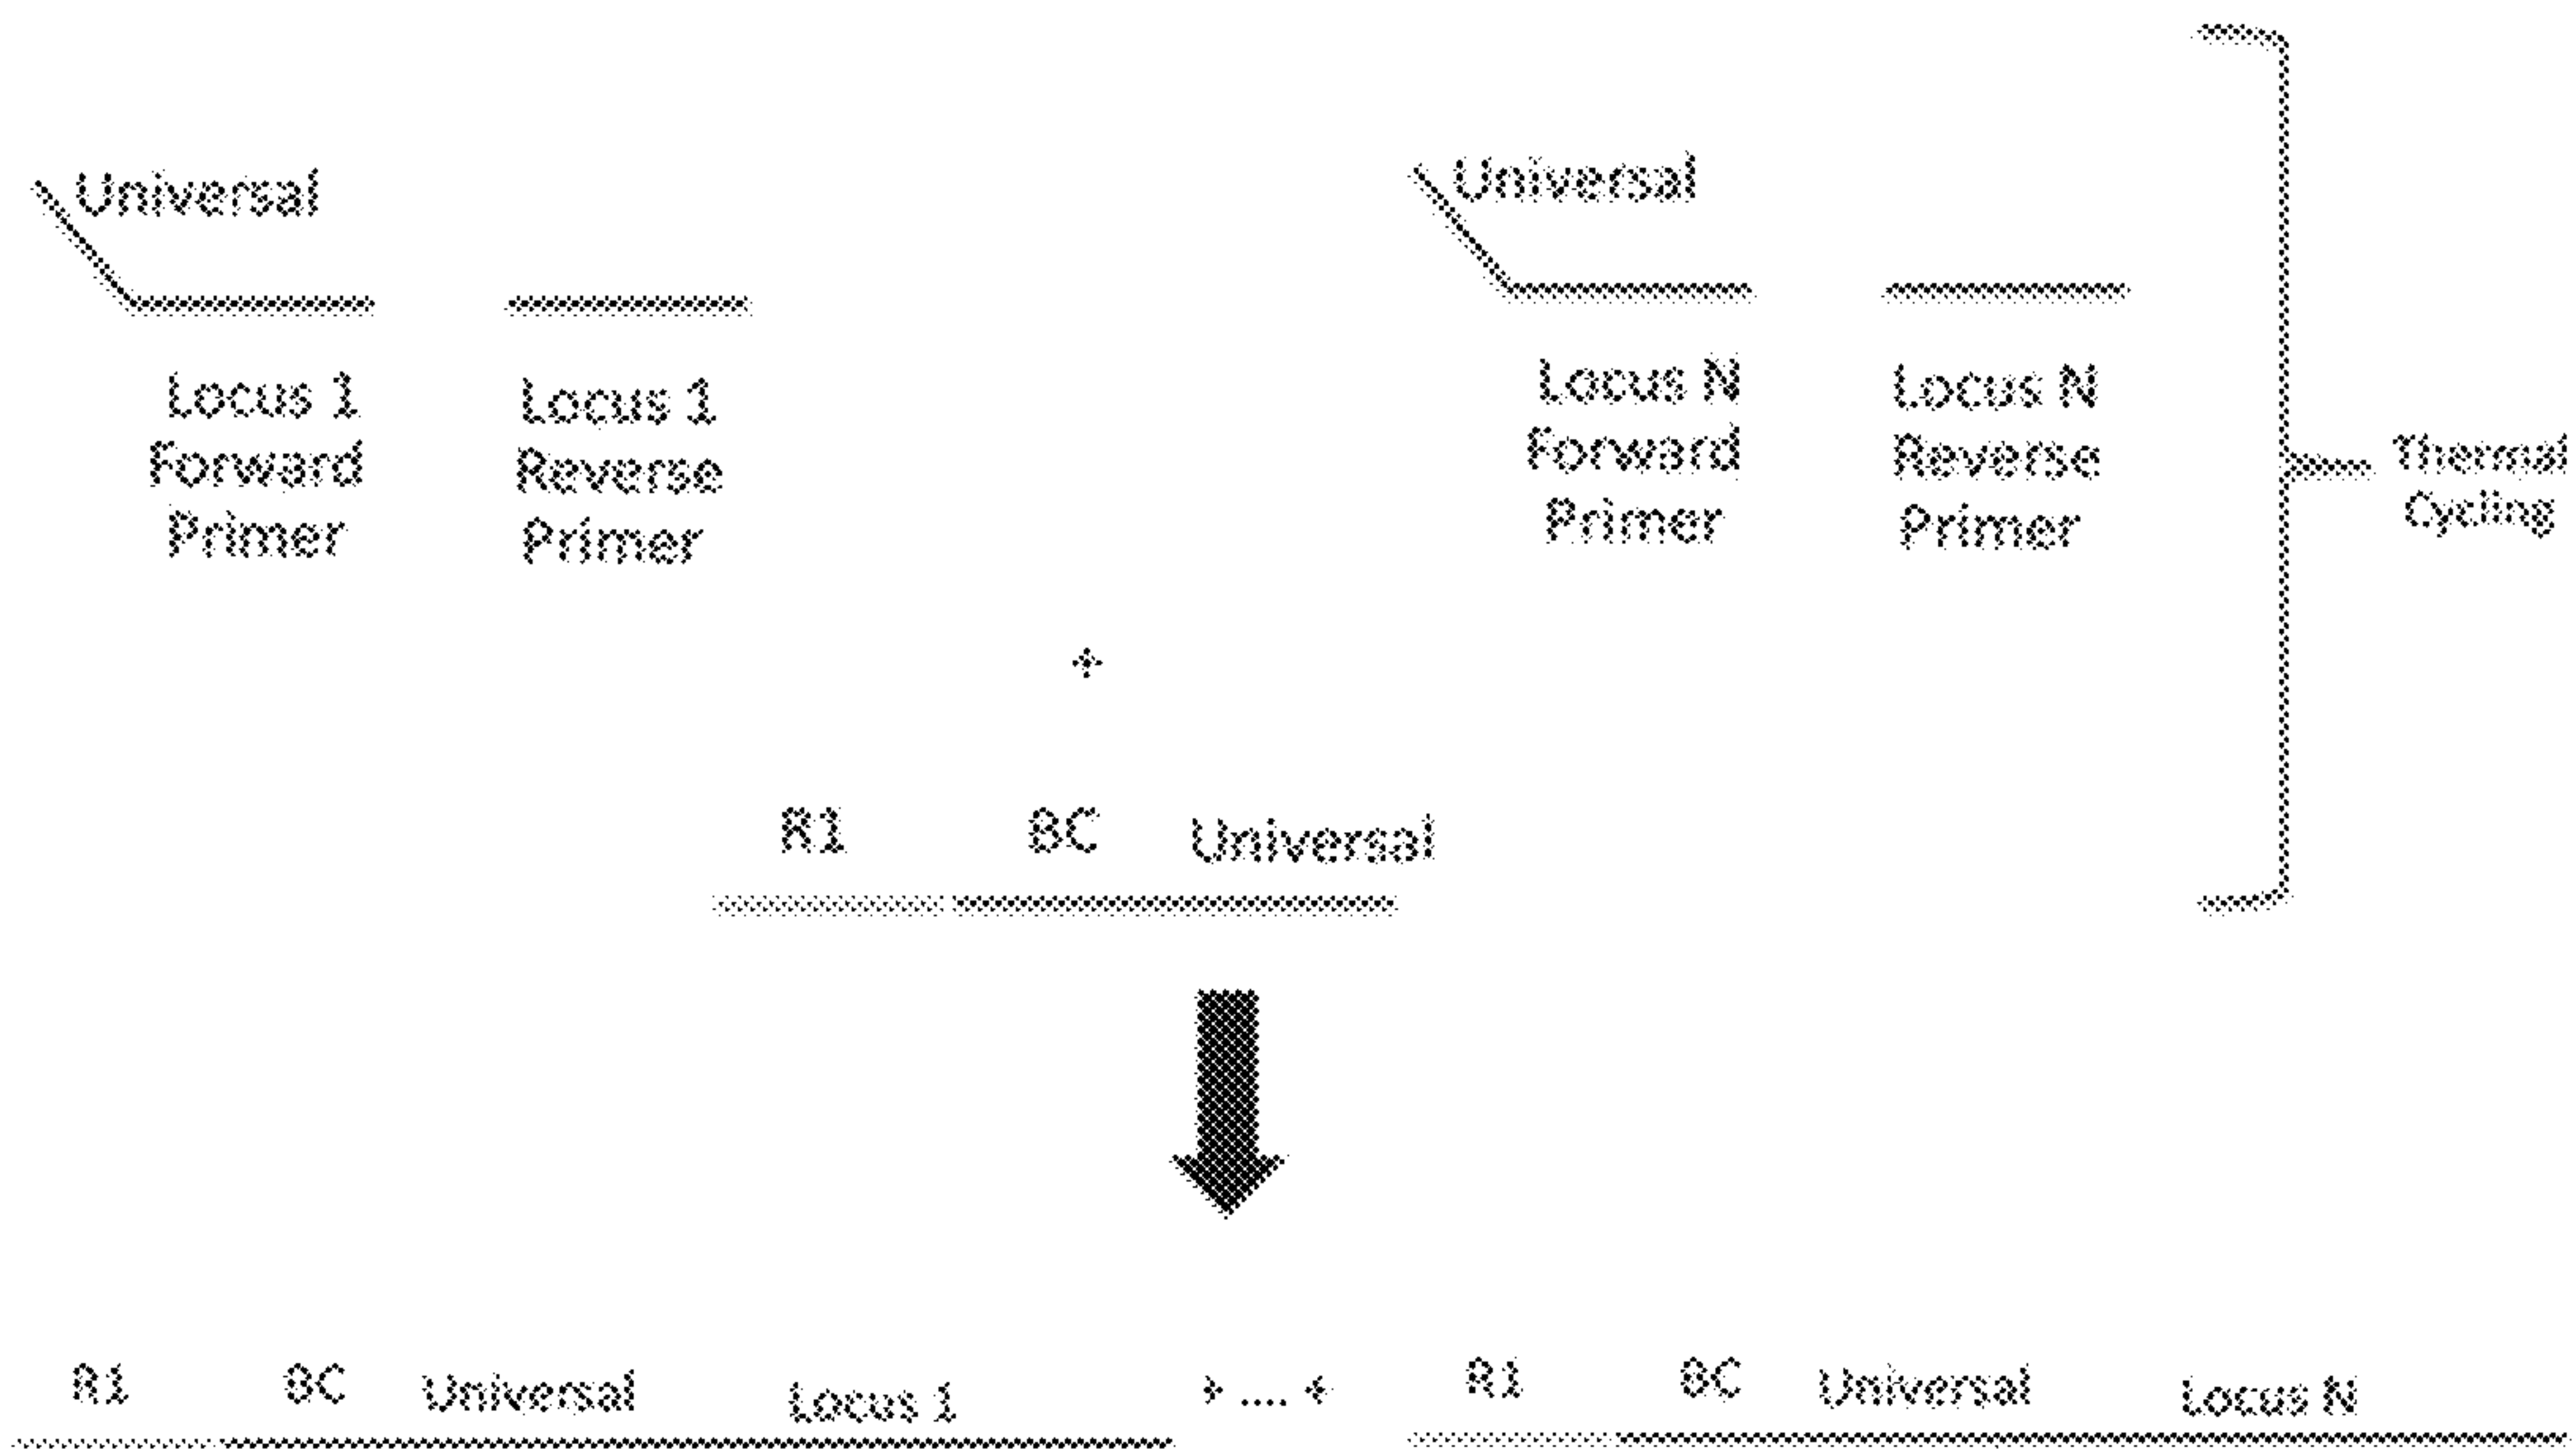 Universal
Universal
Locus 1
Forward
Primer
Locus 1
Reverse
Primer
Locus N
Forward
Primer
Locus N
Reverse
Primer
Thermal
Cycling
+
R1 BC Universal
R1 BC Universal Locus 1 + .... + R1 BC Universal Locus N